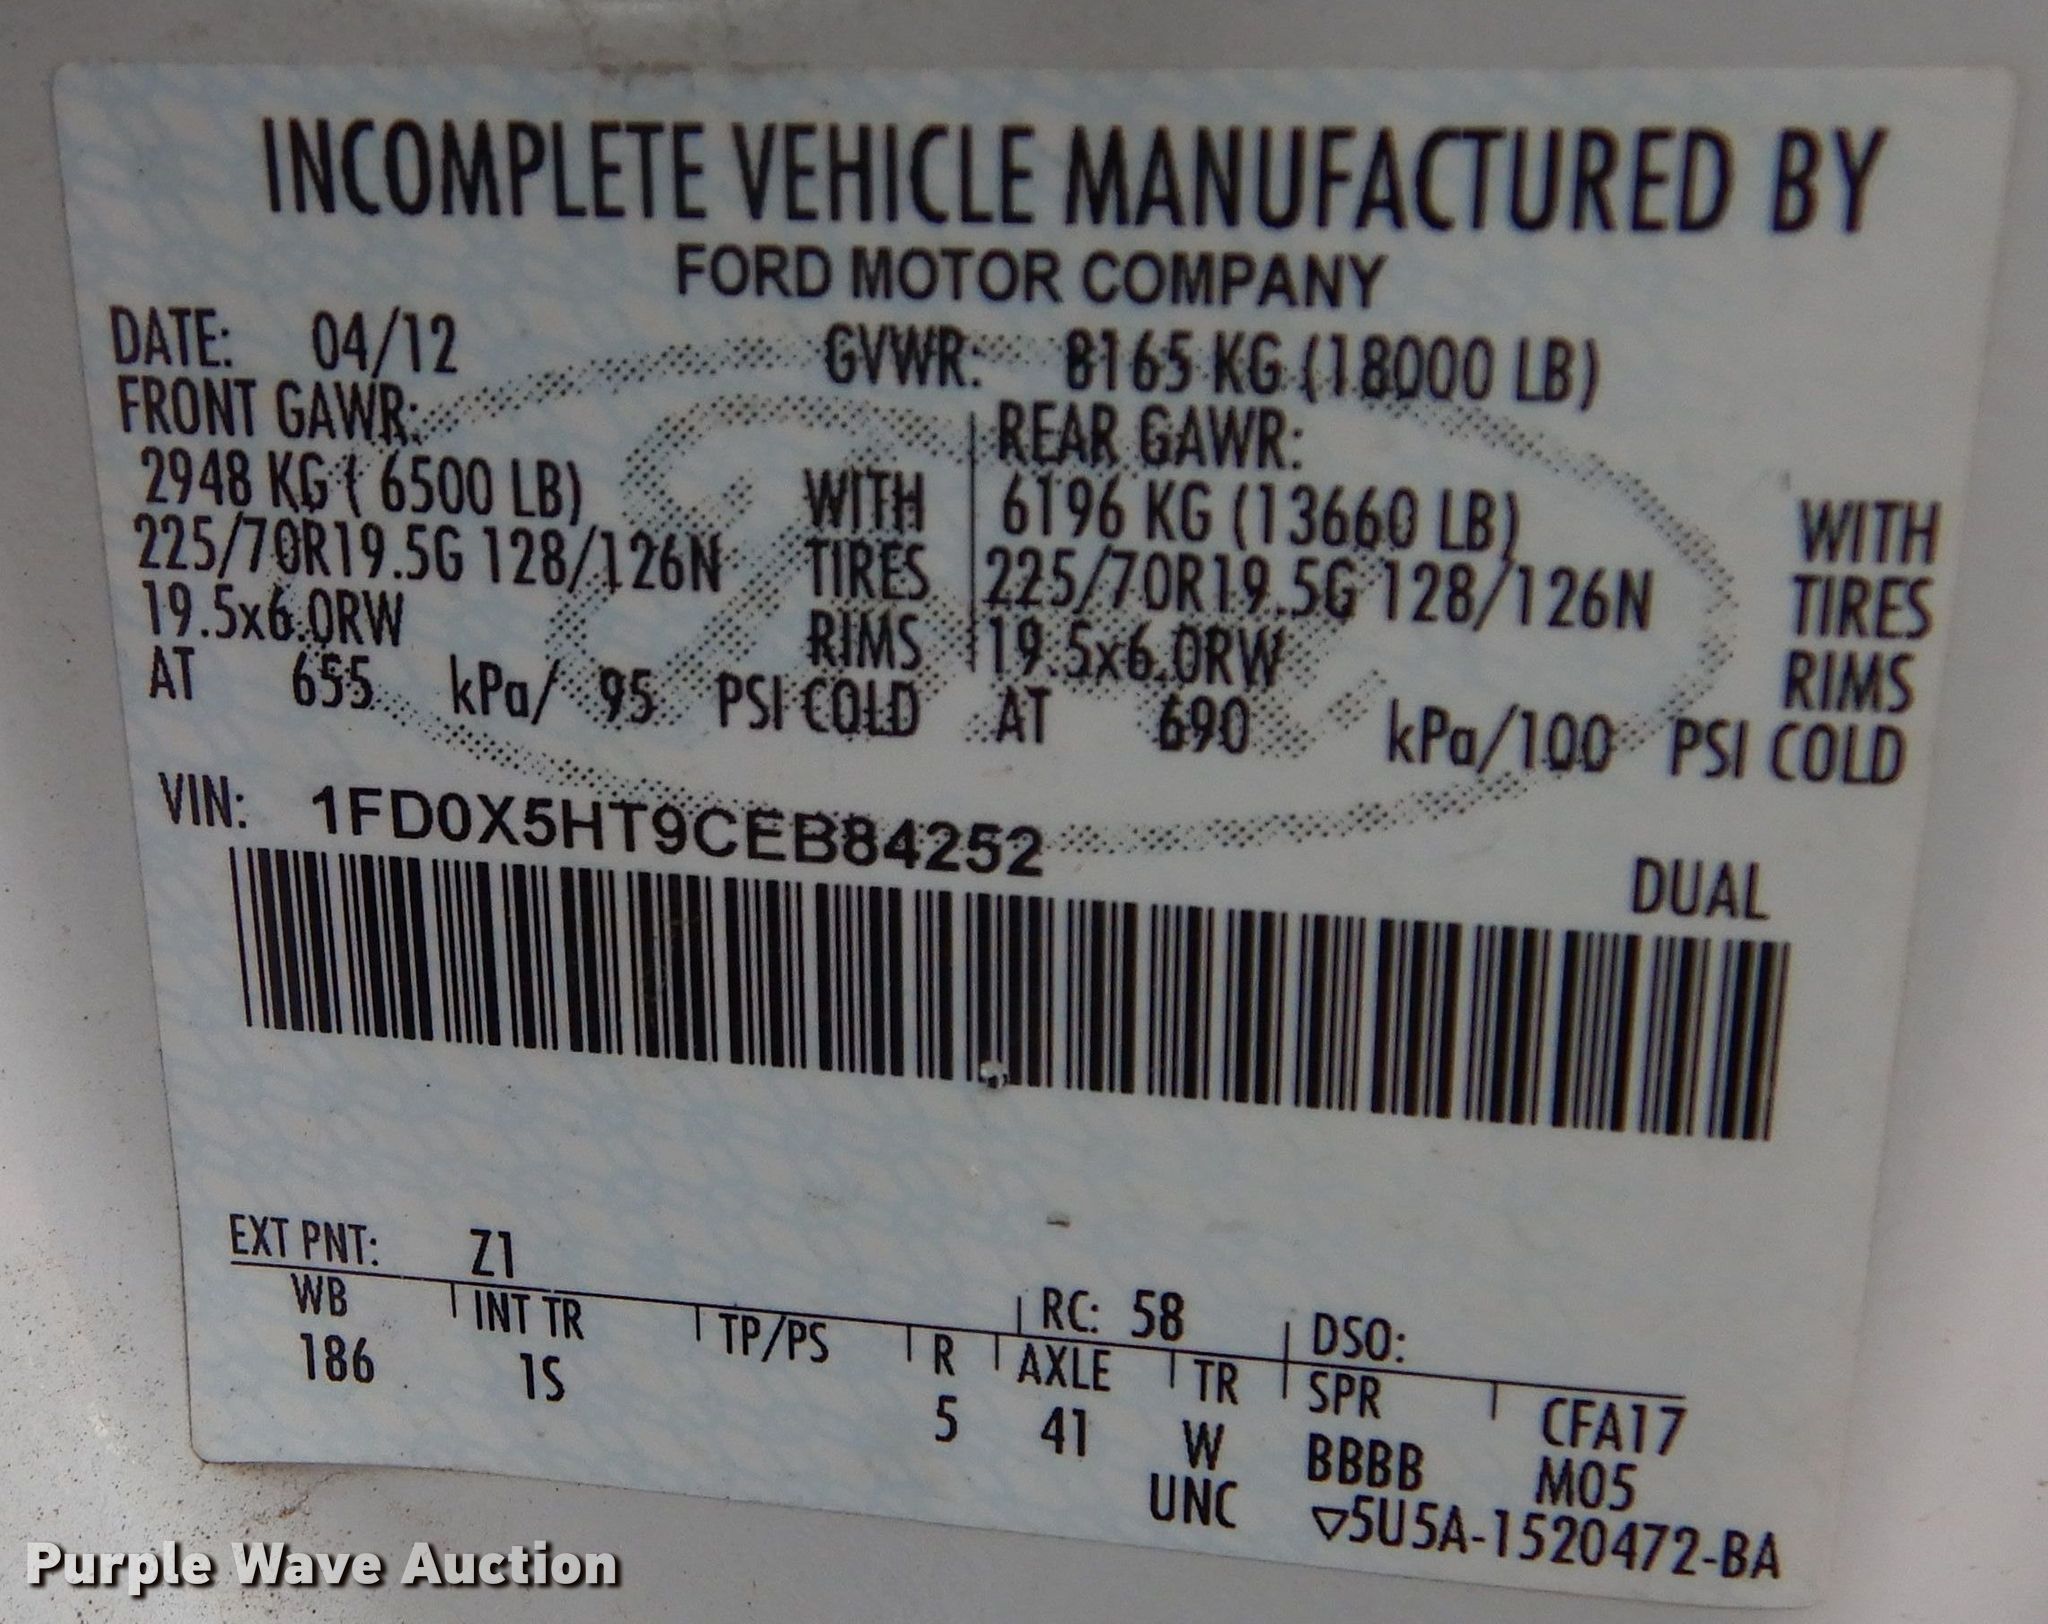 INCOMPLETE VEHICLE MANUFACTURED BY
FORD MOTOR COMPANY
DATE: 04/12 GVWR: 8165 KG (18000 LB)
FRONT GAWR: REAR GAWR:
2948 KG ( 6500 LB) WITH 6196 KG (13660 LB) WITH
225/70R19.5G 128/126N TIRES 225/70R19.5G 128/126N TIRES
19.5x6.0RW RIMS 19.5x6.0RW RIMS
AT 655 kPa/ 95 PSI COLD AT 690 kPa/100 PSI COLD
VIN: 1FD0X5HT9CEB84252
DUAL
EXT PNT: Z1 RC: 58 DSO:
WB INT TR TP/PS R AXLE TR SPR CFA17
186 1S 5 41 W BBBB M05
UNC ▽5U5A-1520472-BA
Purple Wave Auction